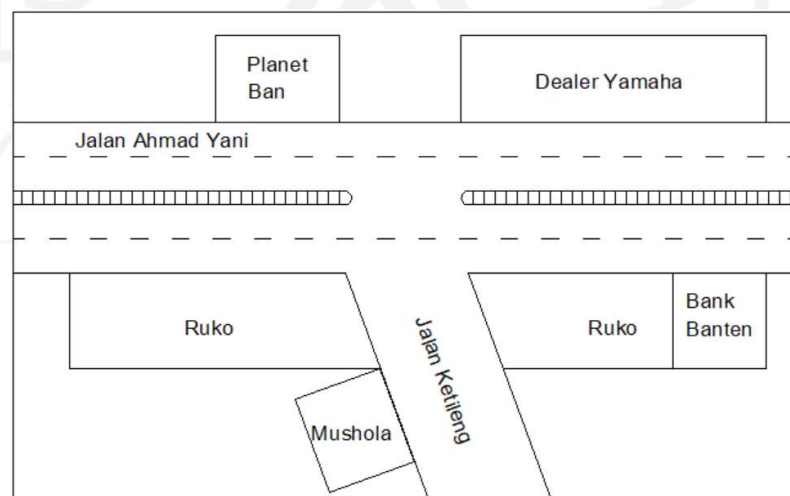 Planet
Ban
Dealer Yamaha
Jalan Ahmad Yani
Ruko
Jalan Ketileng
Ruko
Bank
Banten
Mushola